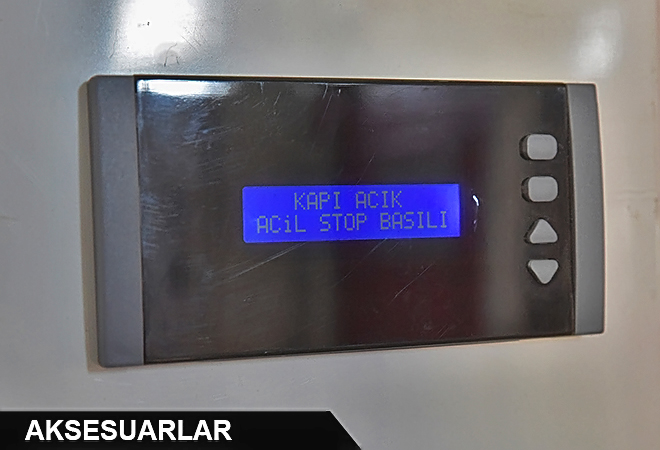 KAPI ACIK
ACiL STOP BASILI
AKSESUARLAR